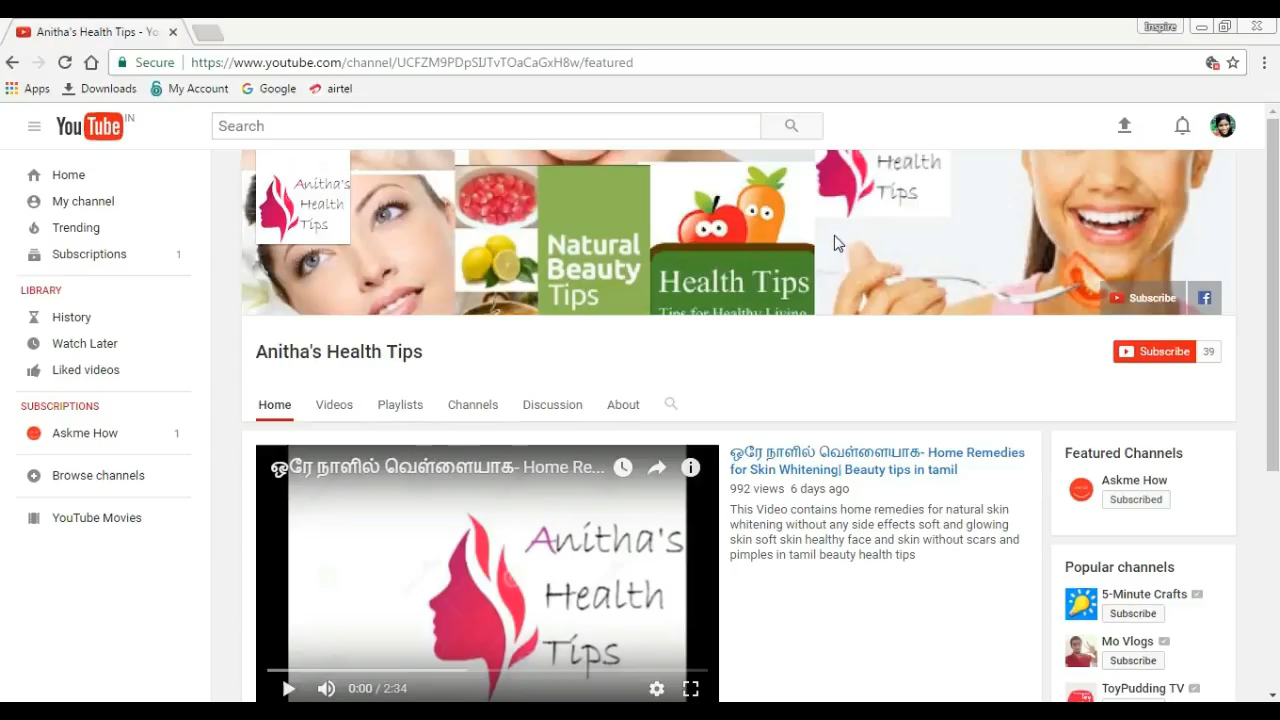 Anitha's Health Tips - Yo
Inspire
Secure
https://www.youtube.com/channel/UCFZM9PDpSIJTvTOaCaGxH8w/featured
Apps Downloads My Account Google airtel
YouTube IN
Search
Home
My channel
Trending
Subscriptions 1
LIBRARY
History
Watch Later
Liked videos
SUBSCRIPTIONS
Askme How 1
Browse channels
YouTube Movies
Anitha's
Health
Tips
Natural
Beauty
Tips
Health Tips
Tips for Healthy Living
Health
Tips
Subscribe
Anitha's Health Tips
Subscribe 39
Home Videos Playlists Channels Discussion About
ஒரே நாளில் வெள்ளையாக- Home Re...
Anitha's
Health
Tips
0:00 / 2:34
ஒரே நாளில் வெள்ளையாக- Home Remedies
for Skin Whitening| Beauty tips in tamil
992 views 6 days ago
This Video contains home remedies for natural skin
whitening without any side effects soft and glowing
skin soft skin healthy face and skin without scars and
pimples in tamil beauty health tips
Featured Channels
Askme How
Subscribed
Popular channels
5-Minute Crafts
Subscribe
Mo Vlogs
Subscribe
ToyPudding TV